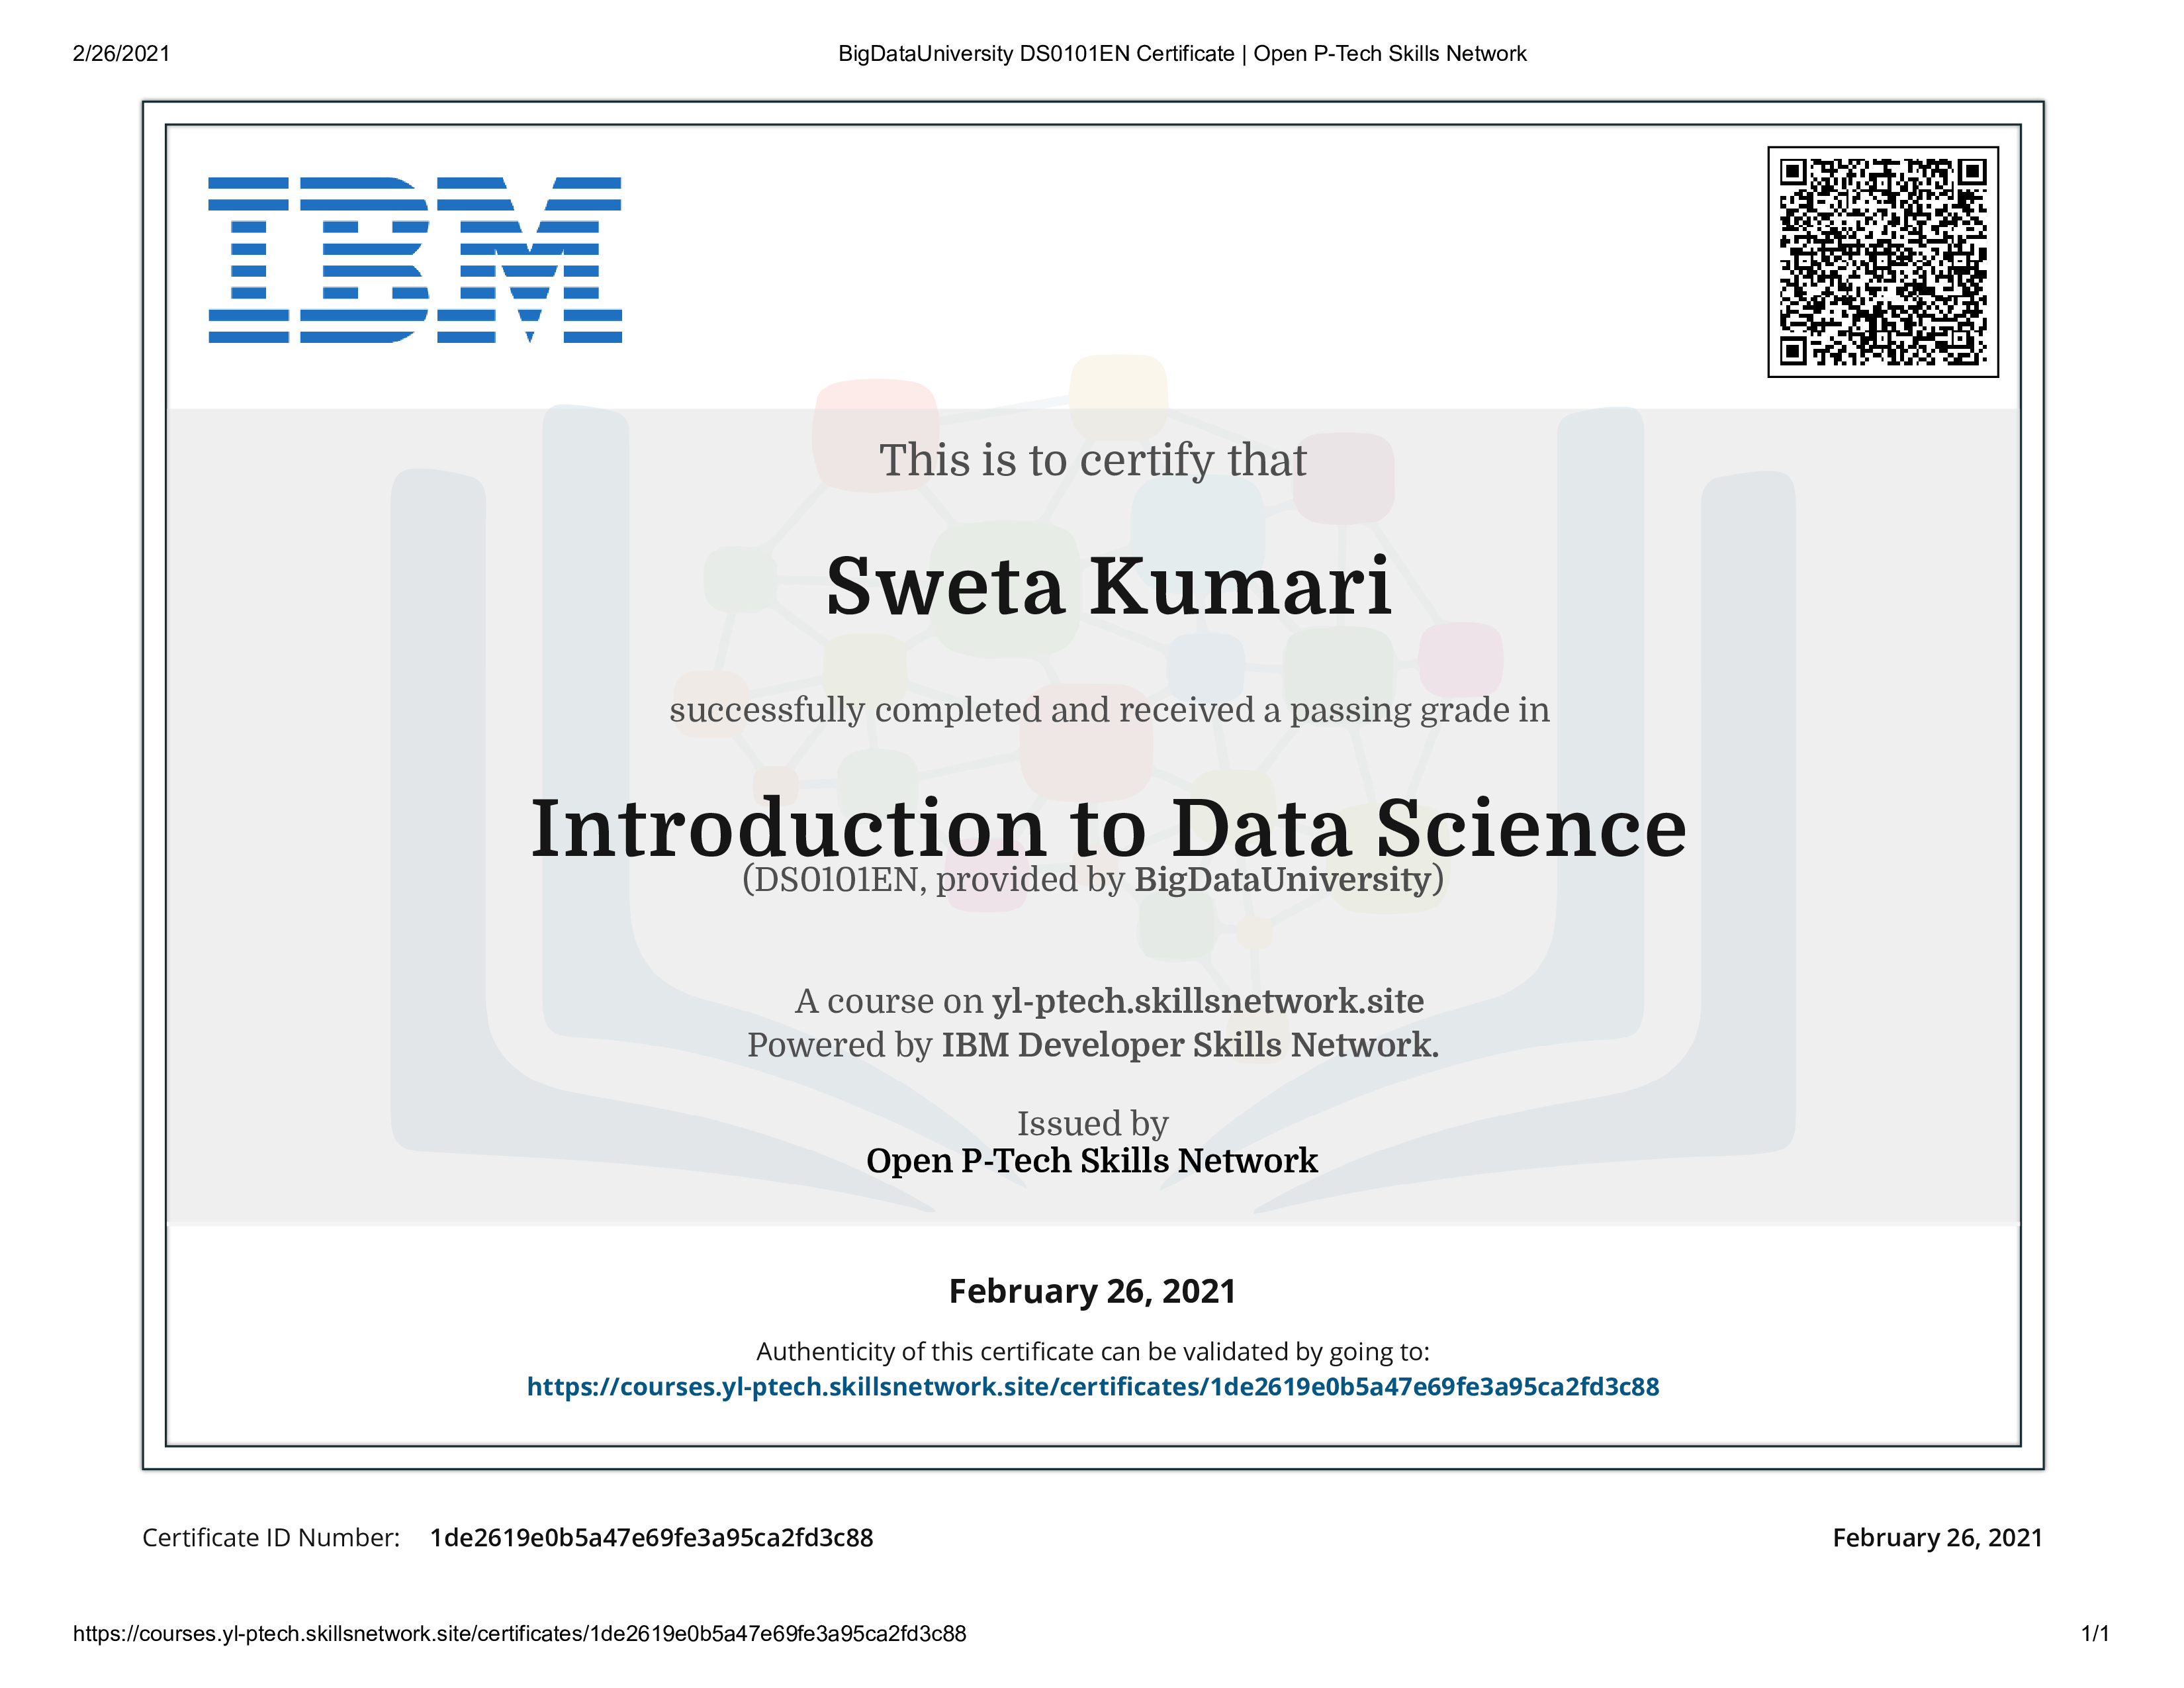 2/26/2021
BigDataUniversity DS0101EN Certificate | Open P-Tech Skills Network
IBM
This is to certify that
Sweta Kumari
successfully completed and received a passing grade in
Introduction to Data Science
(DS0101EN, provided by BigDataUniversity)
A course on yl-ptech.skillsnetwork.site
Powered by IBM Developer Skills Network.
Issued by
Open P-Tech Skills Network
February 26, 2021
Authenticity of this certificate can be validated by going to:
https://courses.yl-ptech.skillsnetwork.site/certificates/1de2619e0b5a47e69fe3a95ca2fd3c88
Certificate ID Number: 1de2619e0b5a47e69fe3a95ca2fd3c88
February 26, 2021
https://courses.yl-ptech.skillsnetwork.site/certificates/1de2619e0b5a47e69fe3a95ca2fd3c88
1/1